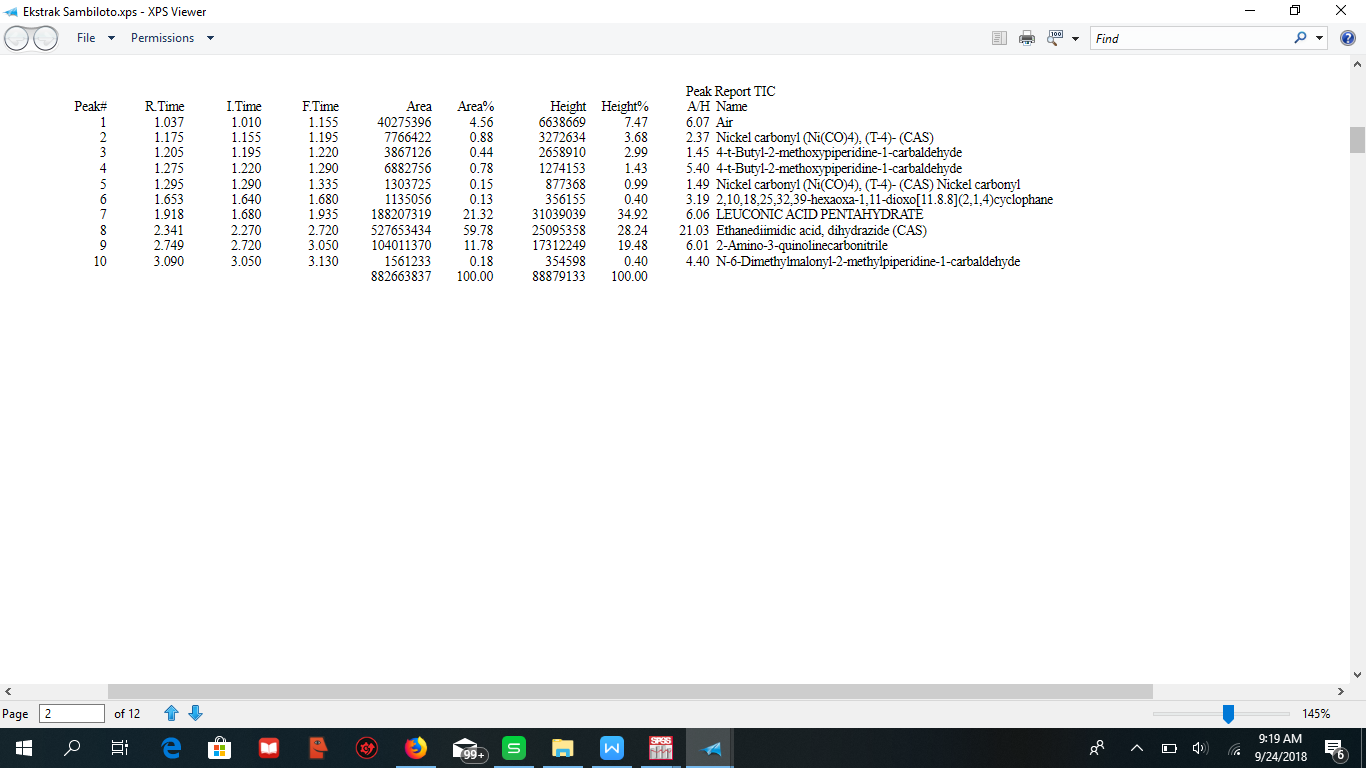 Ekstrak Sambiloto.xps - XPS Viewer
File Permissions Find
Peak Report TIC
Peak# R.Time I.Time F.Time Area Area% Height Height% A/H Name
1 1.037 1.010 1.155 40275396 4.56 6638669 7.47 6.07 Air
2 1.175 1.155 1.195 7766422 0.88 3272634 3.68 2.37 Nickel carbonyl (Ni(CO)4), (T-4)- (CAS)
3 1.205 1.195 1.220 3867126 0.44 2658910 2.99 1.45 4-t-Butyl-2-methoxypiperidine-1-carbaldehyde
4 1.275 1.220 1.290 6882756 0.78 1274153 1.43 5.40 4-t-Butyl-2-methoxypiperidine-1-carbaldehyde
5 1.295 1.290 1.335 1303725 0.15 877368 0.99 1.49 Nickel carbonyl (Ni(CO)4), (T-4)- (CAS) Nickel carbonyl
6 1.653 1.640 1.680 1135056 0.13 356155 0.40 3.19 2,10,18,25,32,39-hexaoxa-1,11-dioxo[11.8.8](2,1,4)cyclophane
7 1.918 1.680 1.935 188207319 21.32 31039039 34.92 6.06 LEUCONIC ACID PENTAHYDRATE
8 2.341 2.270 2.720 527653434 59.78 25095358 28.24 21.03 Ethanediimidic acid, dihydrazide (CAS)
9 2.749 2.720 3.050 104011370 11.78 17312249 19.48 6.01 2-Amino-3-quinolinecarbonitrile
10 3.090 3.050 3.130 1561233 0.18 354598 0.40 4.40 N-6-Dimethylmalonyl-2-methylpiperidine-1-carbaldehyde
882663837 100.00 88879133 100.00
Page 2 of 12 145%
99+ S W SPSS 9:19 AM
9/24/2018 6